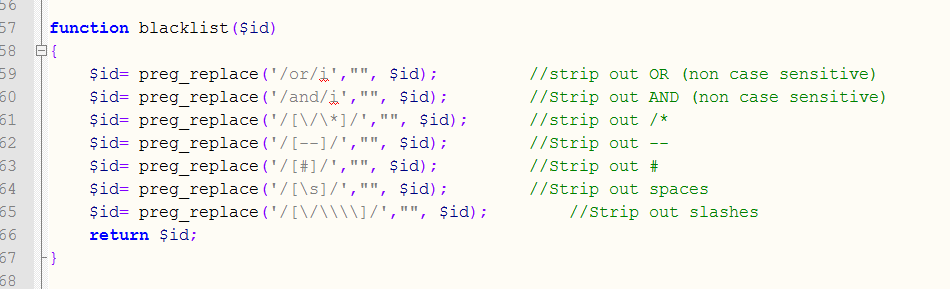 56
57 function blacklist($id)
58 {
59 $id= preg_replace('/or/i',"", $id); //strip out OR (non case sensitive)
60 $id= preg_replace('/and/i',"", $id); //Strip out AND (non case sensitive)
61 $id= preg_replace('/[\/\*]/',"", $id); //strip out /*
62 $id= preg_replace('/[--]/',"", $id); //Strip out --
63 $id= preg_replace('/[#]/',"", $id); //Strip out #
64 $id= preg_replace('/[\s]/',"", $id); //Strip out spaces
65 $id= preg_replace('/[\/\\\\]/',"", $id); //Strip out slashes
66 return $id;
67 }
68